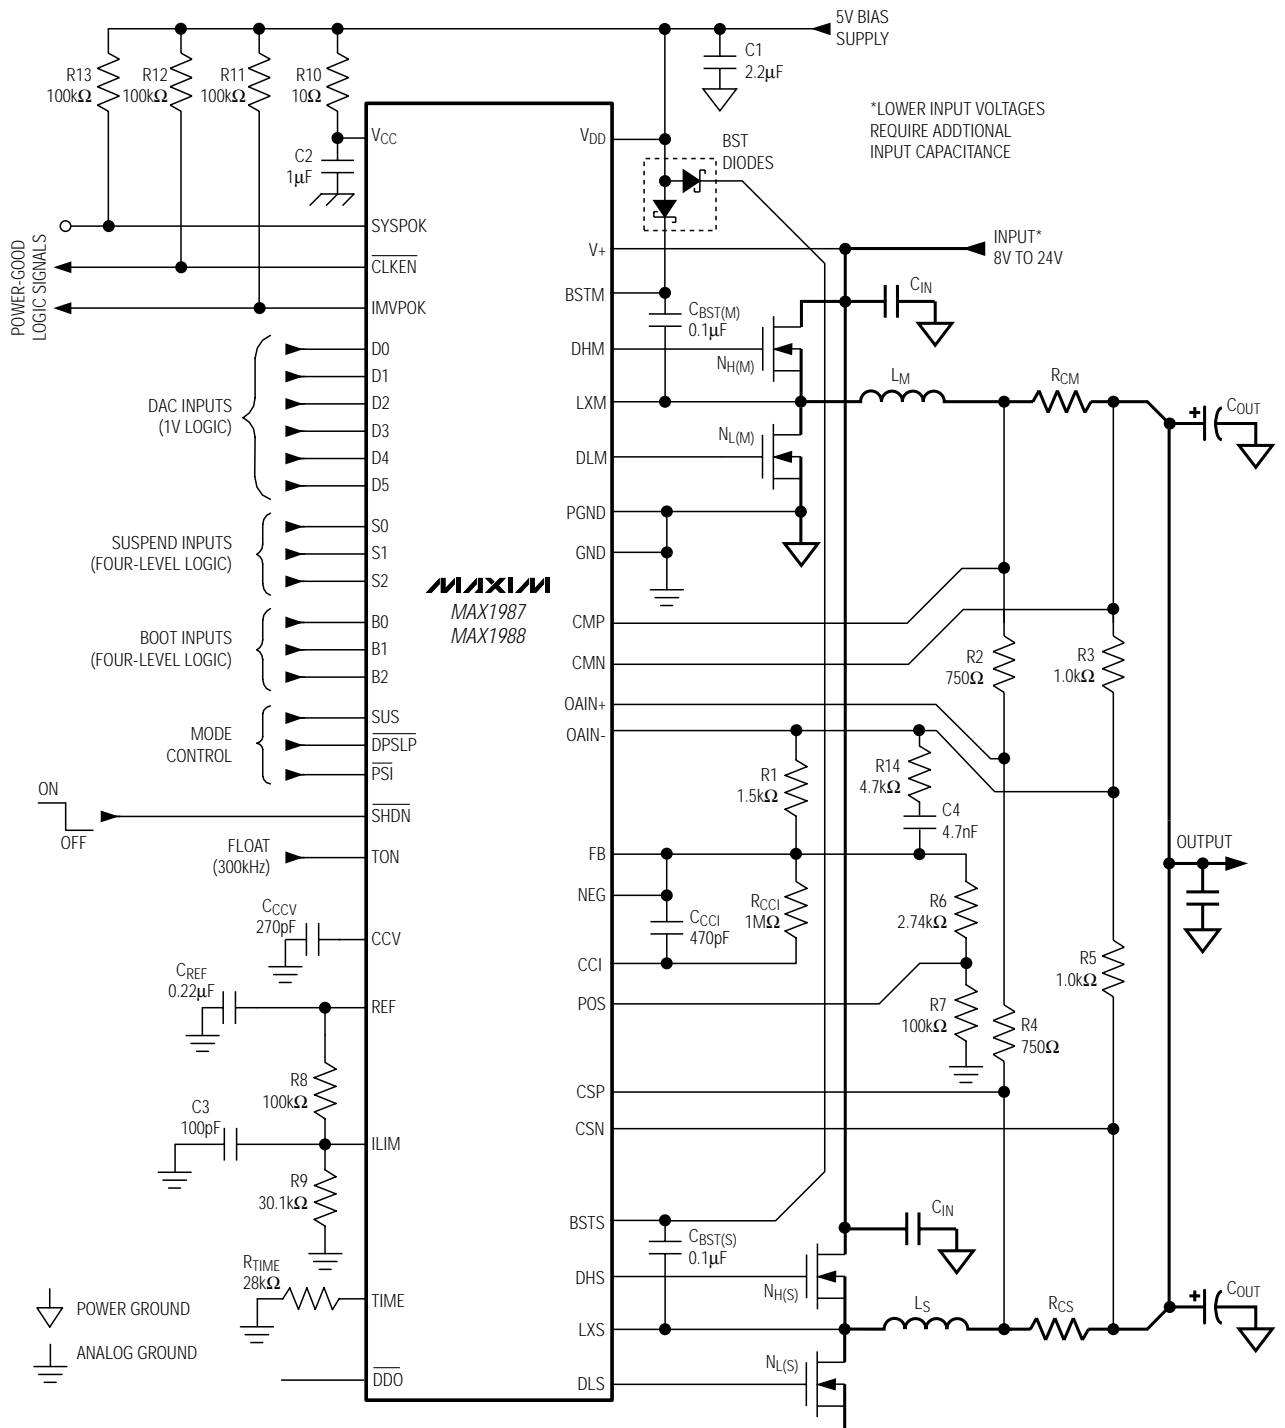 5V BIAS
SUPPLY
C1
2.2μF
R13
100kΩ
R12
100kΩ
R11
100kΩ
R10
10Ω
*LOWER INPUT VOLTAGES
REQUIRE ADDTIONAL
INPUT CAPACITANCE
VCC
VDD
BST
DIODES
C2
1μF
SYSPOK
CLKEN
IMVPOK
POWER-GOOD
LOGIC SIGNALS
V+
INPUT*
8V TO 24V
BSTM
CBST(M)
0.1μF
CIN
DHM
NH(M)
LXM
LM
RCM
COUT
NL(M)
DLM
PGND
GND
DAC INPUTS
(1V LOGIC)
D0
D1
D2
D3
D4
D5
SUSPEND INPUTS
(FOUR-LEVEL LOGIC)
S0
S1
S2
MAXIM
MAX1987
MAX1988
BOOT INPUTS
(FOUR-LEVEL LOGIC)
B0
B1
B2
CMP
CMN
R2
750Ω
R3
1.0kΩ
MODE
CONTROL
SUS
DPSLP
PSI
OAIN+
OAIN-
R1
1.5kΩ
R14
4.7kΩ
C4
4.7nF
ON
OFF
SHDN
FLOAT
(300kHz)
TON
FB
NEG
OUTPUT
CCCI
470pF
RCCI
1MΩ
R6
2.74kΩ
CCCV
270pF
CCV
CCI
POS
R5
1.0kΩ
CREF
0.22μF
REF
R7
100kΩ
R4
750Ω
R8
100kΩ
CSP
C3
100pF
ILIM
CSN
R9
30.1kΩ
BSTS
CBST(S)
0.1μF
CIN
RTIME
28kΩ
TIME
DHS
NH(S)
LXS
LS
RCS
COUT
POWER GROUND
ANALOG GROUND
DDO
DLS
NL(S)